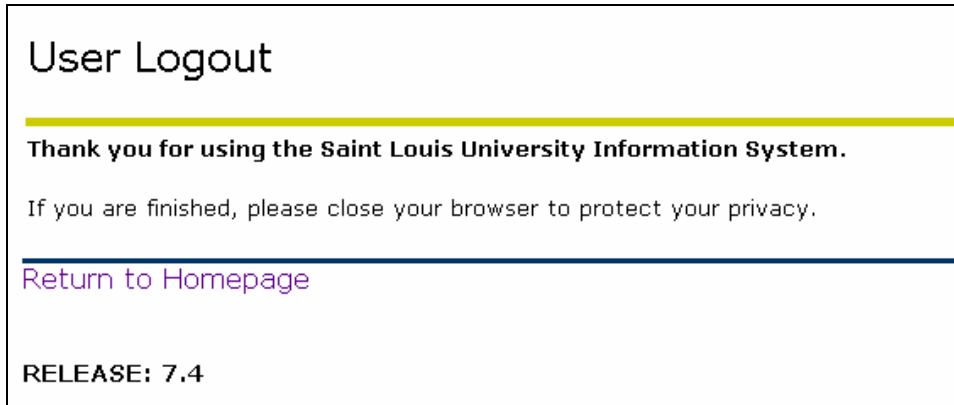 User Logout
Thank you for using the Saint Louis University Information System.
If you are finished, please close your browser to protect your privacy.
Return to Homepage
RELEASE: 7.4